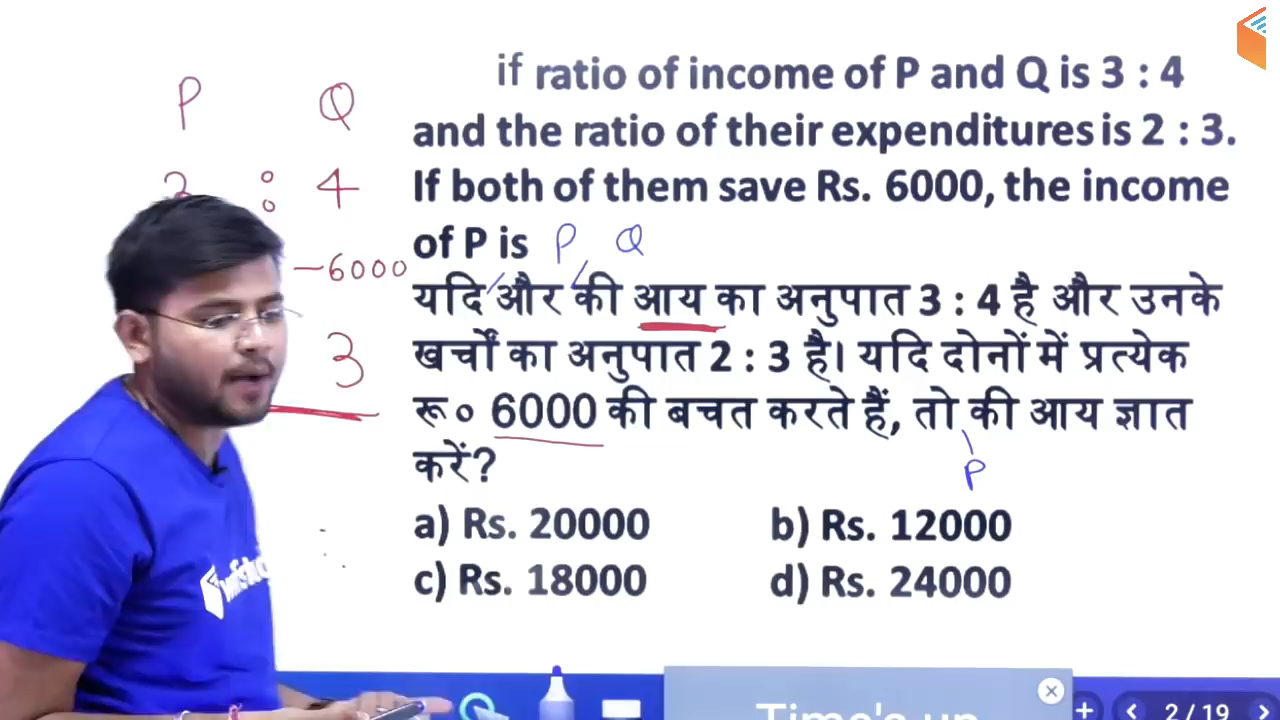 if ratio of income of P and Q is 3 : 4
and the ratio of their expenditures is 2 : 3.
If both of them save Rs. 6000, the income
of P is P Q
यदि और की आय का अनुपात 3 : 4 है और उनके
खर्चों का अनुपात 2 : 3 है। यदि दोनों में प्रत्येक
रू० 6000 की बचत करते हैं, तो की आय ज्ञात
P
करें?
a) Rs. 20000 b) Rs. 12000
c) Rs. 18000 d) Rs. 24000
P Q
: 4
-6000
3
+ < 2 / 19 >